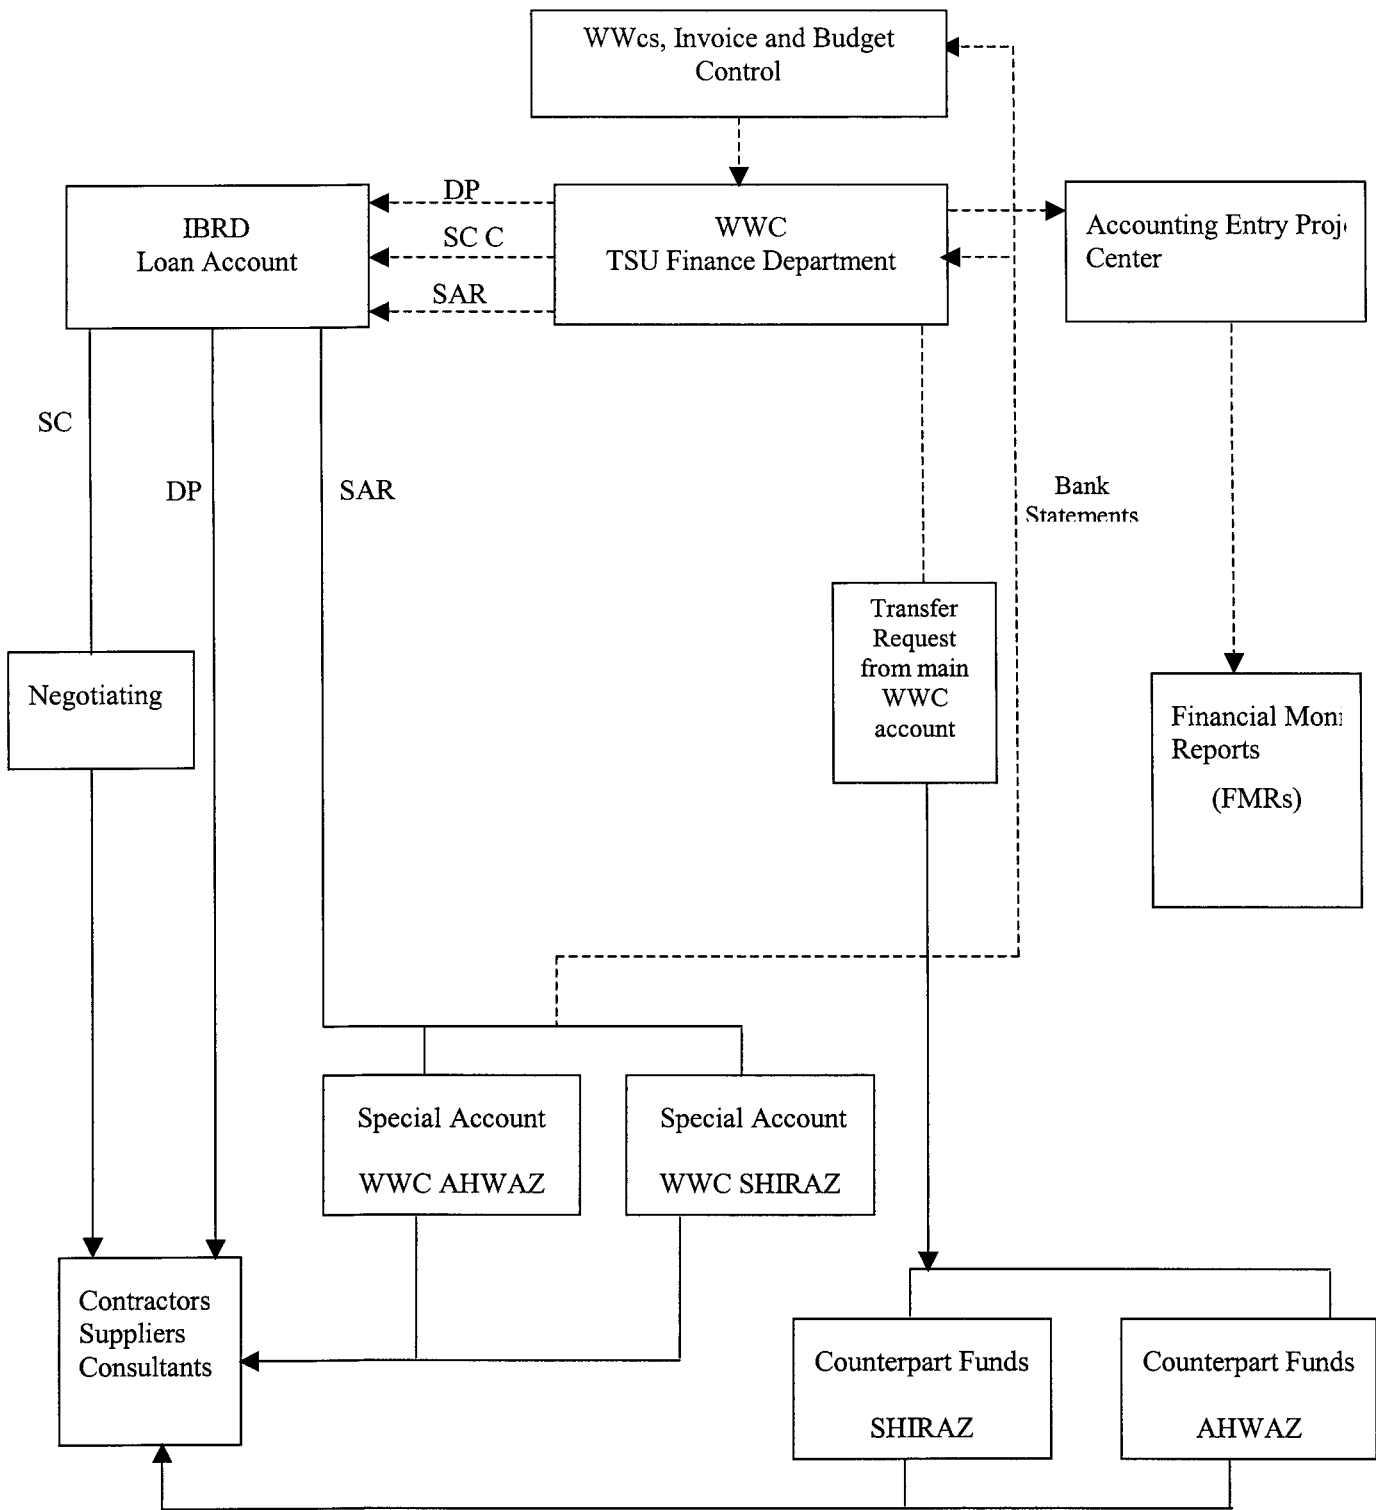 WWcs, Invoice and Budget
Control
DP
SC C
SAR
IBRD
Loan Account
WWC
TSU Finance Department
Accounting Entry
Center
SC
DP
SAR
Bank
Statements
Transfer
Request
from main
WWC
account
Negotiating
Financial
Reports
(FMRs)
Special Account
WWC AHWAZ
Special Account
WWC SHIRAZ
Contractors
Suppliers
Consultants
Counterpart Funds
SHIRAZ
Counterpart Funds
AHWAZ